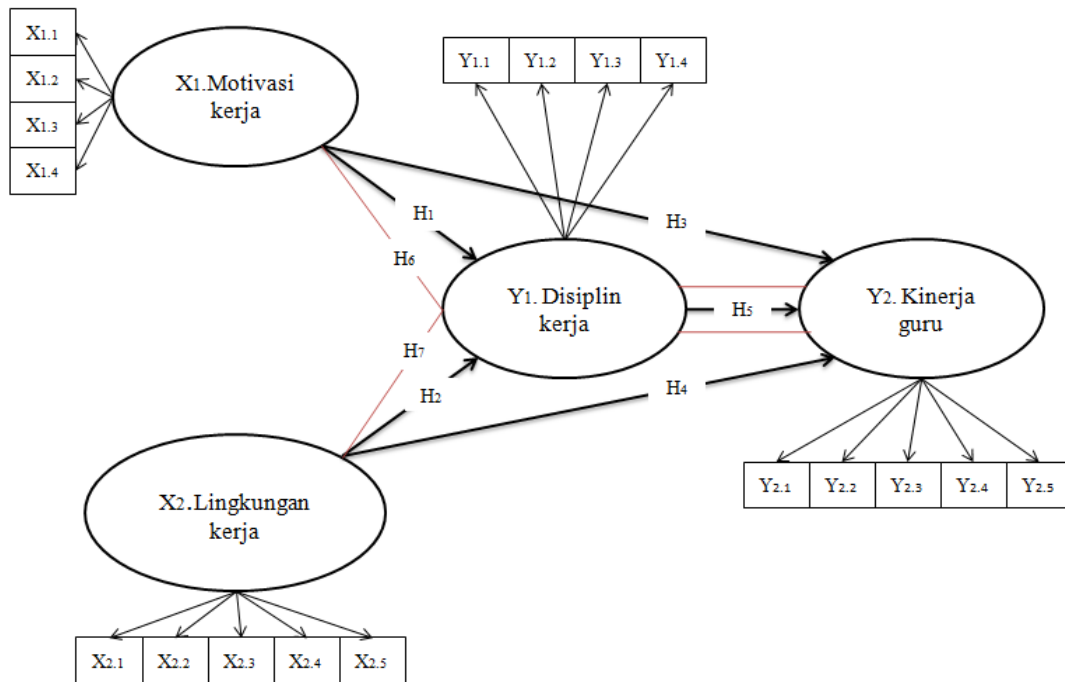 X1.1
X1.2
X1.3
X1.4
X1.Motivasi
kerja
Y1.1 Y1.2 Y1.3 Y1.4
H1
H3
H6
Y1. Disiplin
kerja
H5
Y2. Kinerja
guru
H7
H2
H4
X2.Lingkungan
kerja
Y2.1 Y2.2 Y2.3 Y2.4 Y2.5
X2.1 X2.2 X2.3 X2.4 X2.5